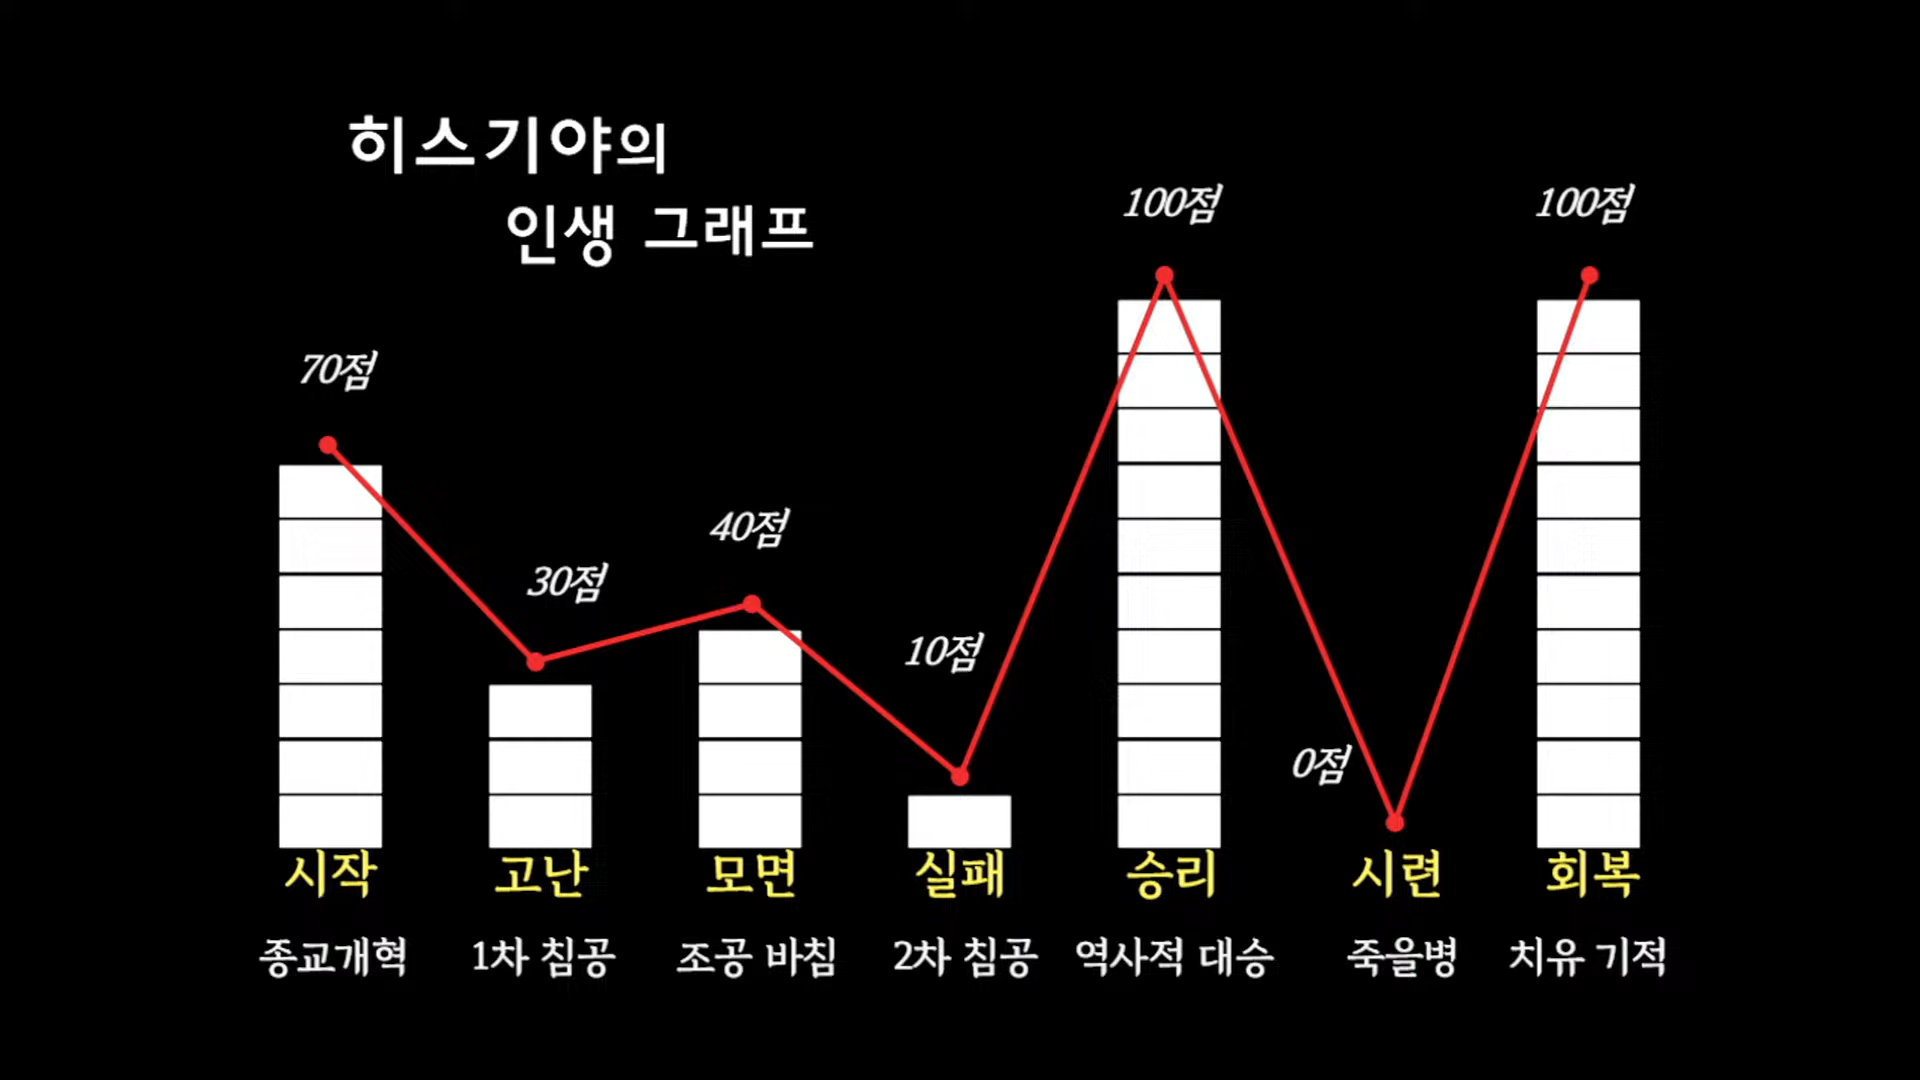 히스기야의
인생 그래프
70점
30점
40점
10점
100점
0점
100점
시작
고난
모면
실패
승리
시련
회복
종교개혁
1차 침공
조공 바침
2차 침공
역사적 대승
죽을병
치유 기적